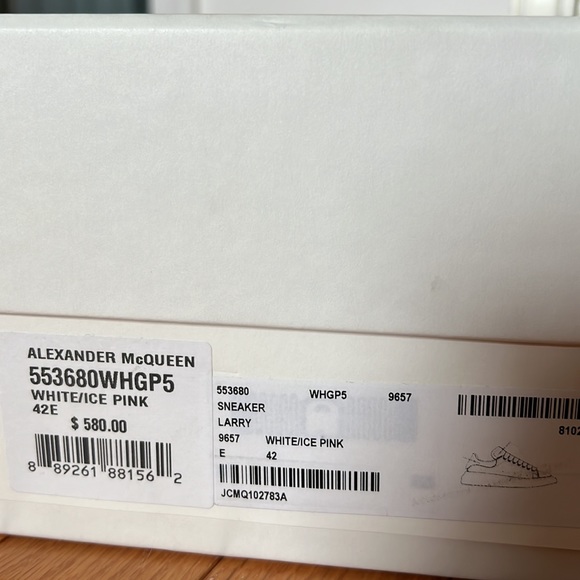 ALEXANDER McQUEEN
553680WHGP5
WHITE/ICE PINK
42E
$ 580.00
8 89261 88156 2
553680 WHGP5 9657
SNEAKER
LARRY
9657 WHITE/ICE PINK
E 42
JCMQ102783A
8102